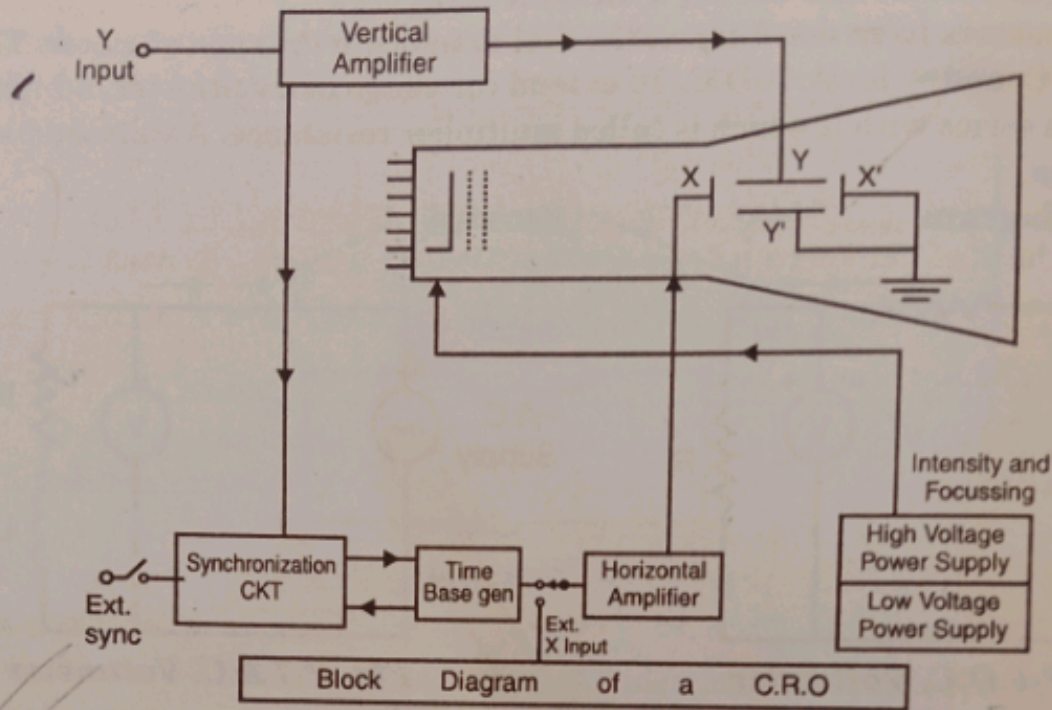 Y
Input
Vertical
Amplifier
X
Y
X'
Y'
Intensity and
Focussing
High Voltage
Power Supply
Low Voltage
Power Supply
Synchronization
CKT
Time
Base gen
Horizontal
Amplifier
Ext.
sync
Ext.
X Input
Block Diagram of a C.R.O